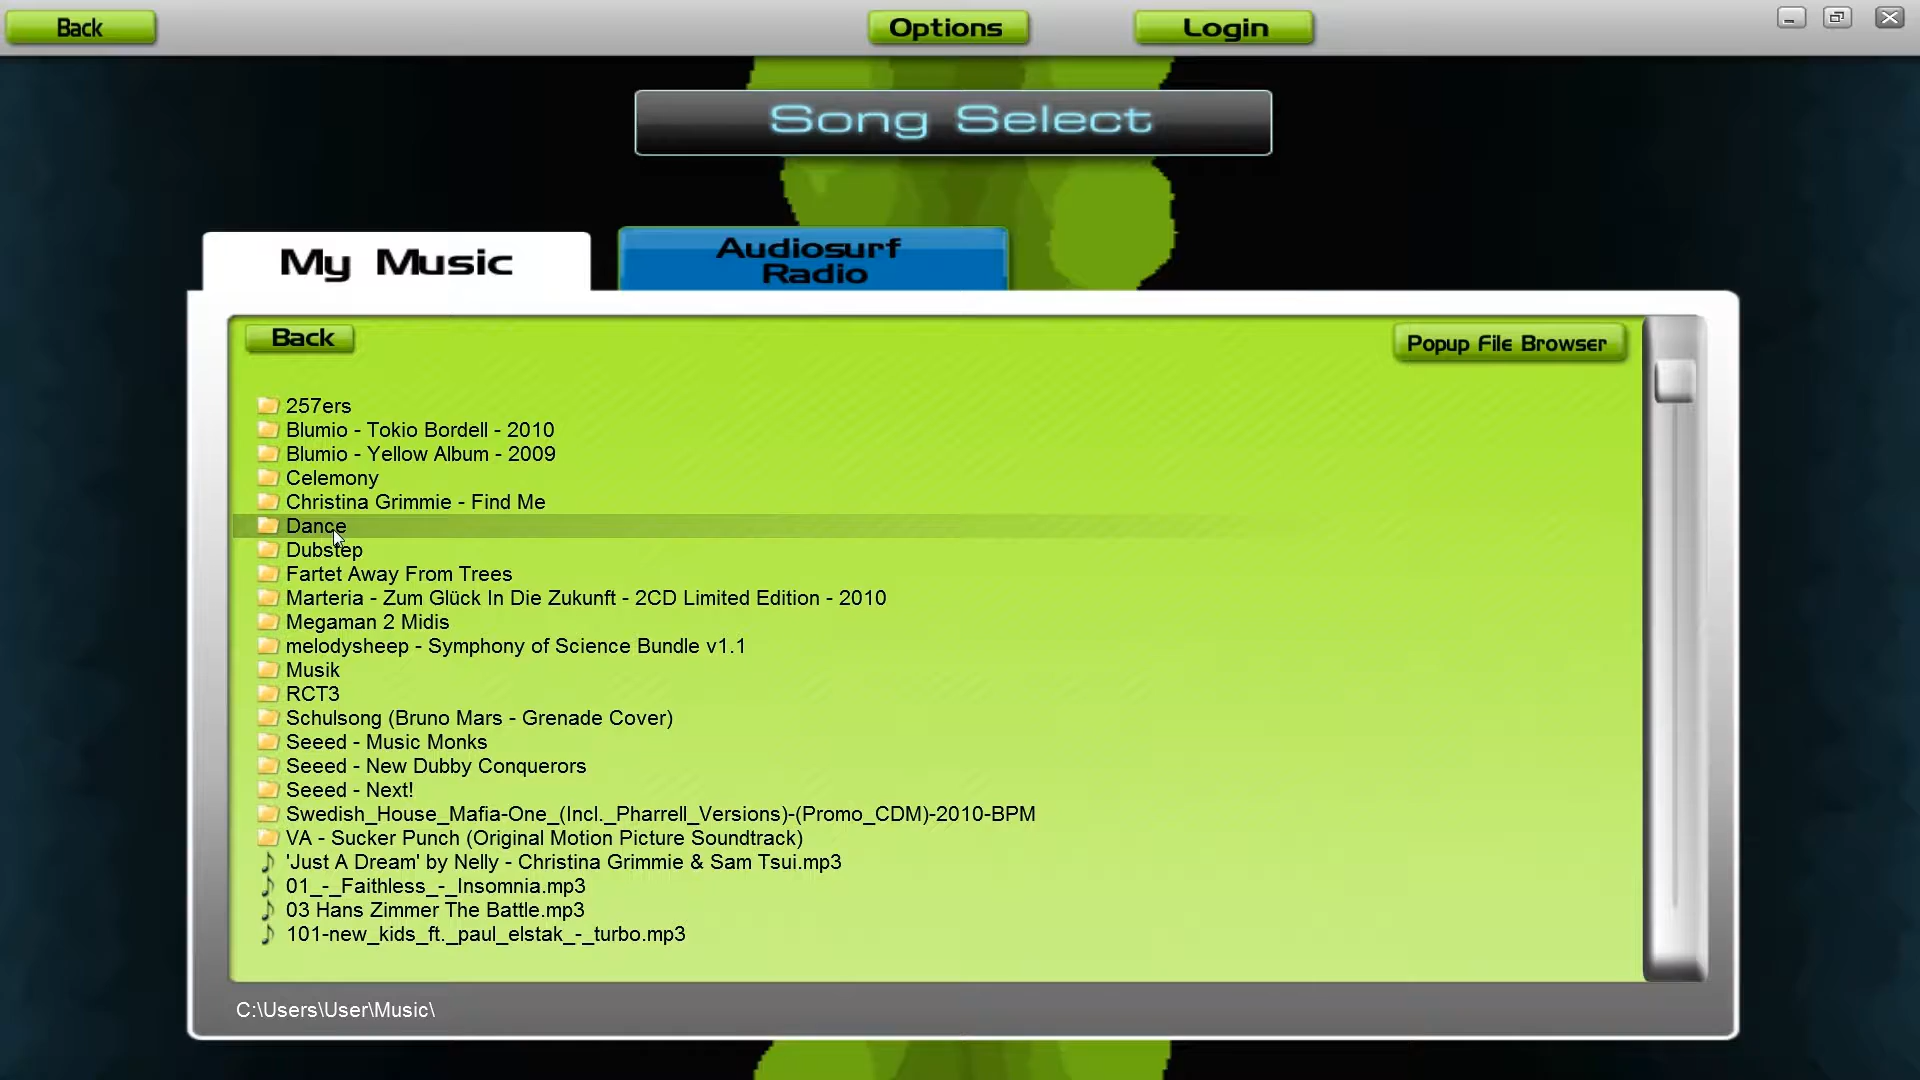 Back
Options
Login
Song Select
My Music
Audiosurf
Radio
Back
Popup File Browser
257ers
Blumio - Tokio Bordell - 2010
Blumio - Yellow Album - 2009
Celemony
Christina Grimmie - Find Me
Dance
Dubstep
Fartet Away From Trees
Marteria - Zum Glück In Die Zukunft - 2CD Limited Edition - 2010
Megaman 2 Midis
melodysheep - Symphony of Science Bundle v1.1
Musik
RCT3
Schulsong (Bruno Mars - Grenade Cover)
Seeed - Music Monks
Seeed - New Dubby Conquerors
Seeed - Next!
Swedish_House_Mafia-One_(Incl._Pharrell_Versions)-(Promo_CDM)-2010-BPM
VA - Sucker Punch (Original Motion Picture Soundtrack)
'Just A Dream' by Nelly - Christina Grimmie & Sam Tsui.mp3
01_-_Faithless_-_Insomnia.mp3
03 Hans Zimmer The Battle.mp3
101-new_kids_ft._paul_elstak_-_turbo.mp3
C:\Users\User\Music\